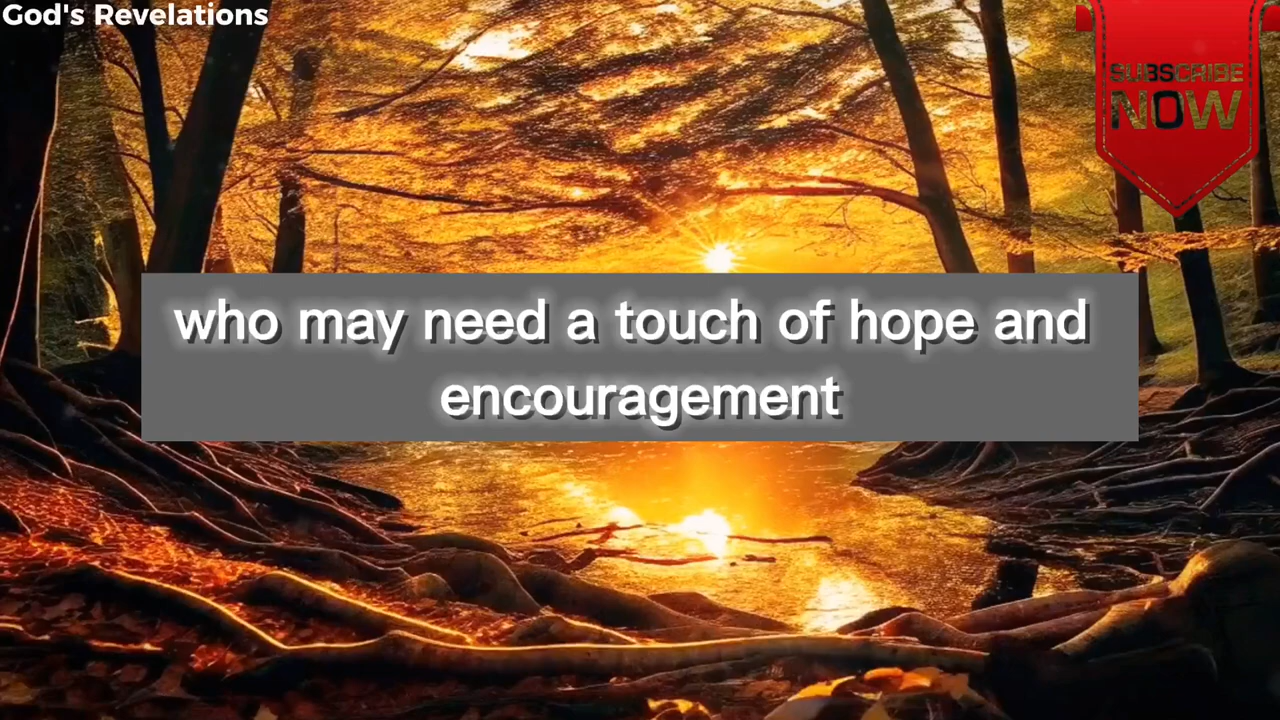 God's Revelations
SUBSCRIBE
NOW
who may need a touch of hope and
encouragement